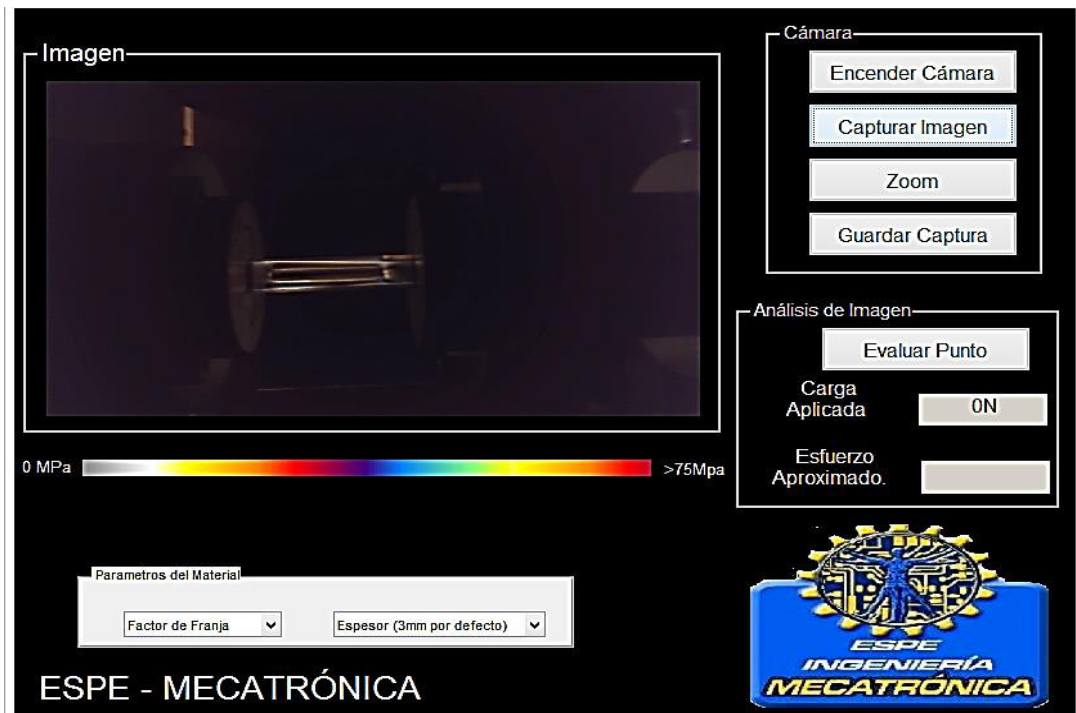 Imagen
Cámara
Encender Cámara
Capturar Imagen
Zoom
Guardar Captura
Análisis de Imagen
Evaluar Punto
Carga
Aplicada
0N
Esfuerzo
Aproximado.
0 MPa
>75Mpa
Parametros del Material
Factor de Franja
Espesor (3mm por defecto)
ESPE - MECATRÓNICA
ESPE
INGENIERÍA
MECATRÓNICA